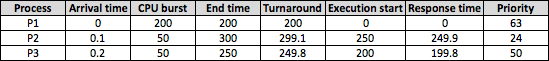 Process Arrival time CPU burst End time Turnaround Execution start Response time Priority
P1 0 200 200 200 0 0 63
P2 0.1 50 300 299.1 250 249.9 24
P3 0.2 50 250 249.8 200 199.8 50